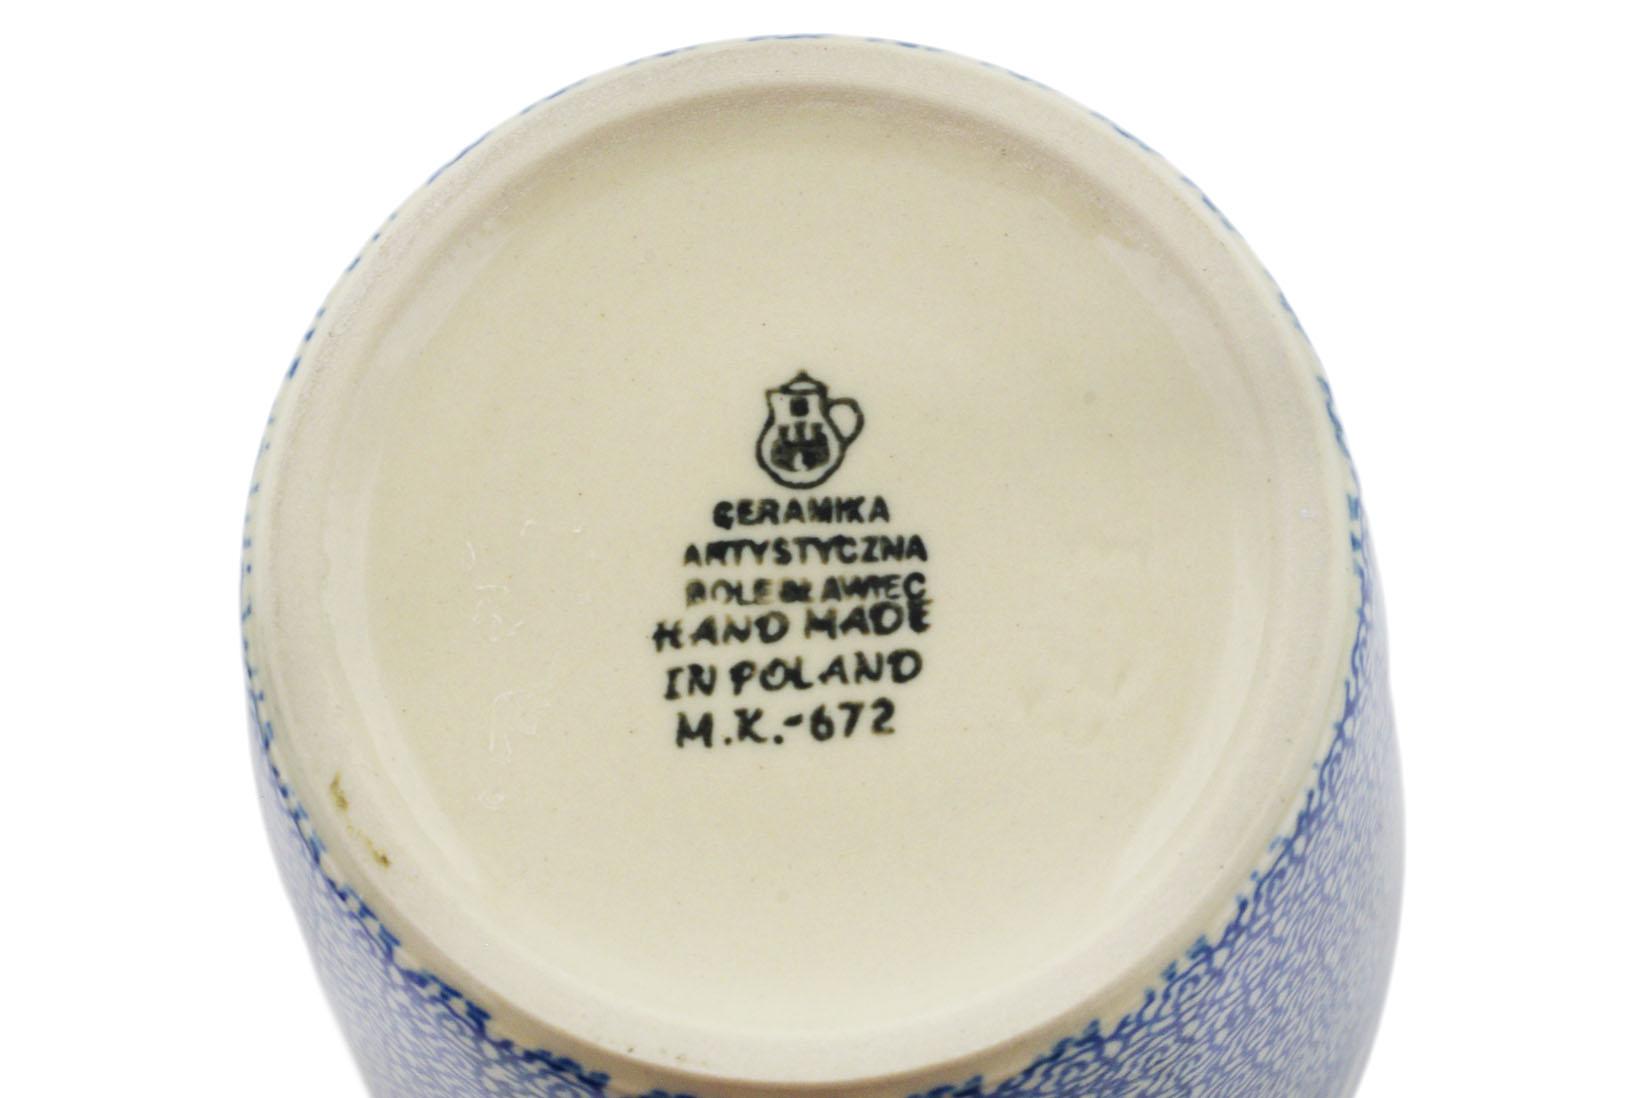 CERAMIKA
ARTYSTYCZNA
BOLESŁAWIEC
HAND MADE
IN POLAND
M.K.-672